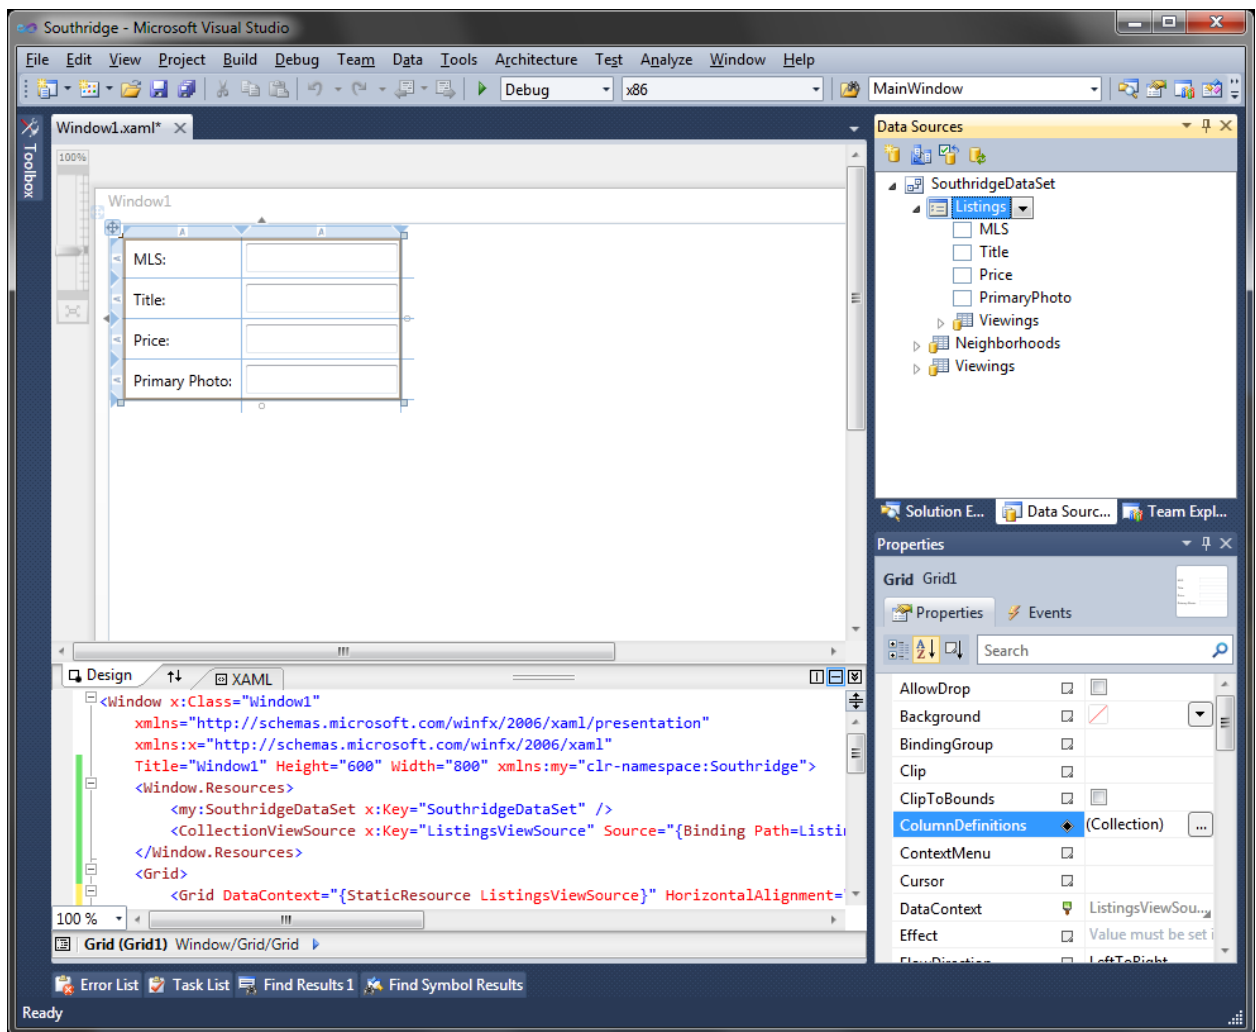 Southridge - Microsoft Visual Studio
File Edit View Project Build Debug Team Data Tools Architecture Test Analyze Window Help
Debug x86 MainWindow
Toolbox
Window1.xaml*
100%
Window1
A A
MLS:
Title:
Price:
Primary Photo:
Data Sources
SouthridgeDataSet
Listings
MLS
Title
Price
PrimaryPhoto
Viewings
Neighborhoods
Viewings
Solution E... Data Sourc... Team Expl...
Design XAML
<Window x:Class="Window1"
xmlns="http://schemas.microsoft.com/winfx/2006/xaml/presentation"
xmlns:x="http://schemas.microsoft.com/winfx/2006/xaml"
Title="Window1" Height="600" Width="800" xmlns:my="clr-namespace:Southridge">
<Window.Resources>
<my:SouthridgeDataSet x:Key="SouthridgeDataSet" />
<CollectionViewSource x:Key="ListingsViewSource" Source="{Binding Path=Listi
</Window.Resources>
<Grid>
<Grid DataContext="{StaticResource ListingsViewSource}" HorizontalAlignment=
100 %
Grid (Grid1) Window/Grid/Grid
Properties
Grid Grid1
Properties Events
Search
AllowDrop
Background
BindingGroup
Clip
ClipToBounds
ColumnDefinitions (Collection) ...
ContextMenu
Cursor
DataContext ListingsViewSou...
Effect Value must be set i
FlowDirection LeftToRight
Error List Task List Find Results 1 Find Symbol Results
Ready